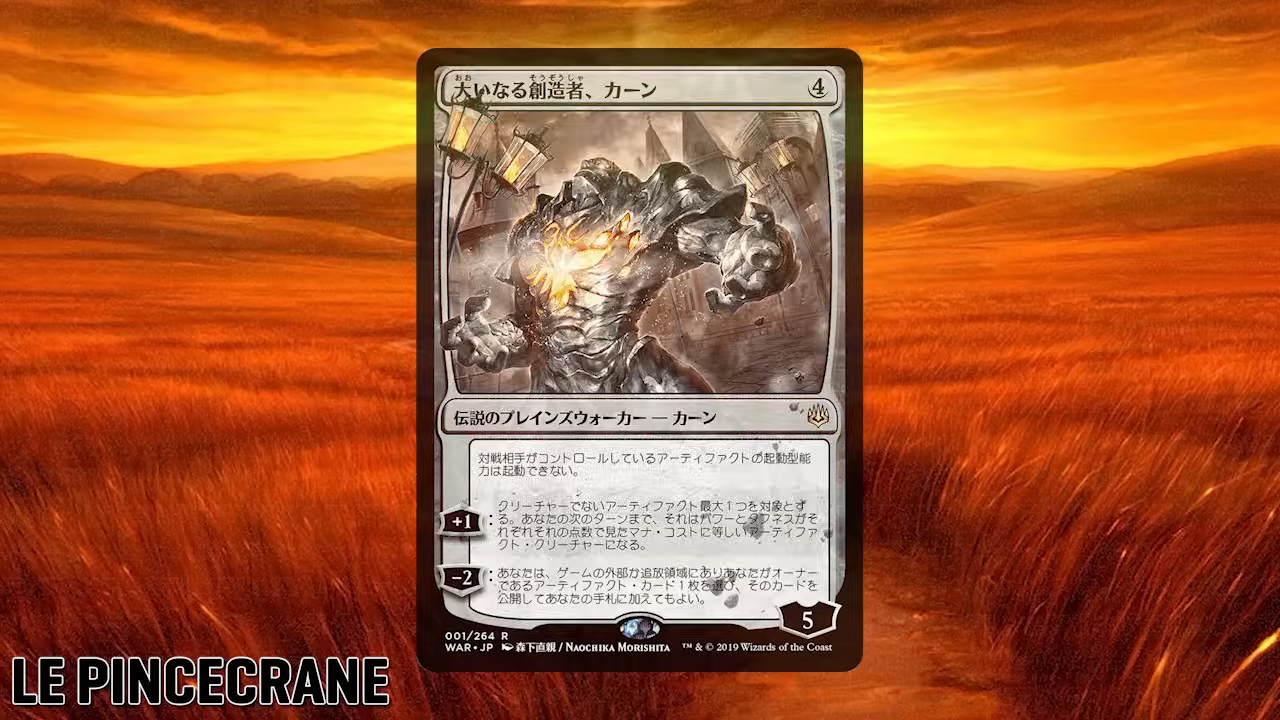 おお そうぞうしゃ
大いなる創造者、カーン 4
伝説のプレインズウォーカー — カーン
対戦相手がコントロールしているアーティファクトの起動型能
力は起動できない。
+1 : クリーチャーでないアーティファクト最大1つを対象とす
る。あなたの次のターンまで、それはパワーとタフネスがそ
れぞれその点数で見たマナ・コストに等しいアーティファ
クト・クリーチャーになる。
-2 : あなたは、ゲームの外部か追放領域にありあなたがオーナー
であるアーティファクト・カード1枚を選び、そのカードを
公開してあなたの手札に加えてもよい。
5
001/264 R
WAR • JP 森下直親 / NAOCHIKA MORISHITA ™ & © 2019 Wizards of the Coast
LE PINCECRANE